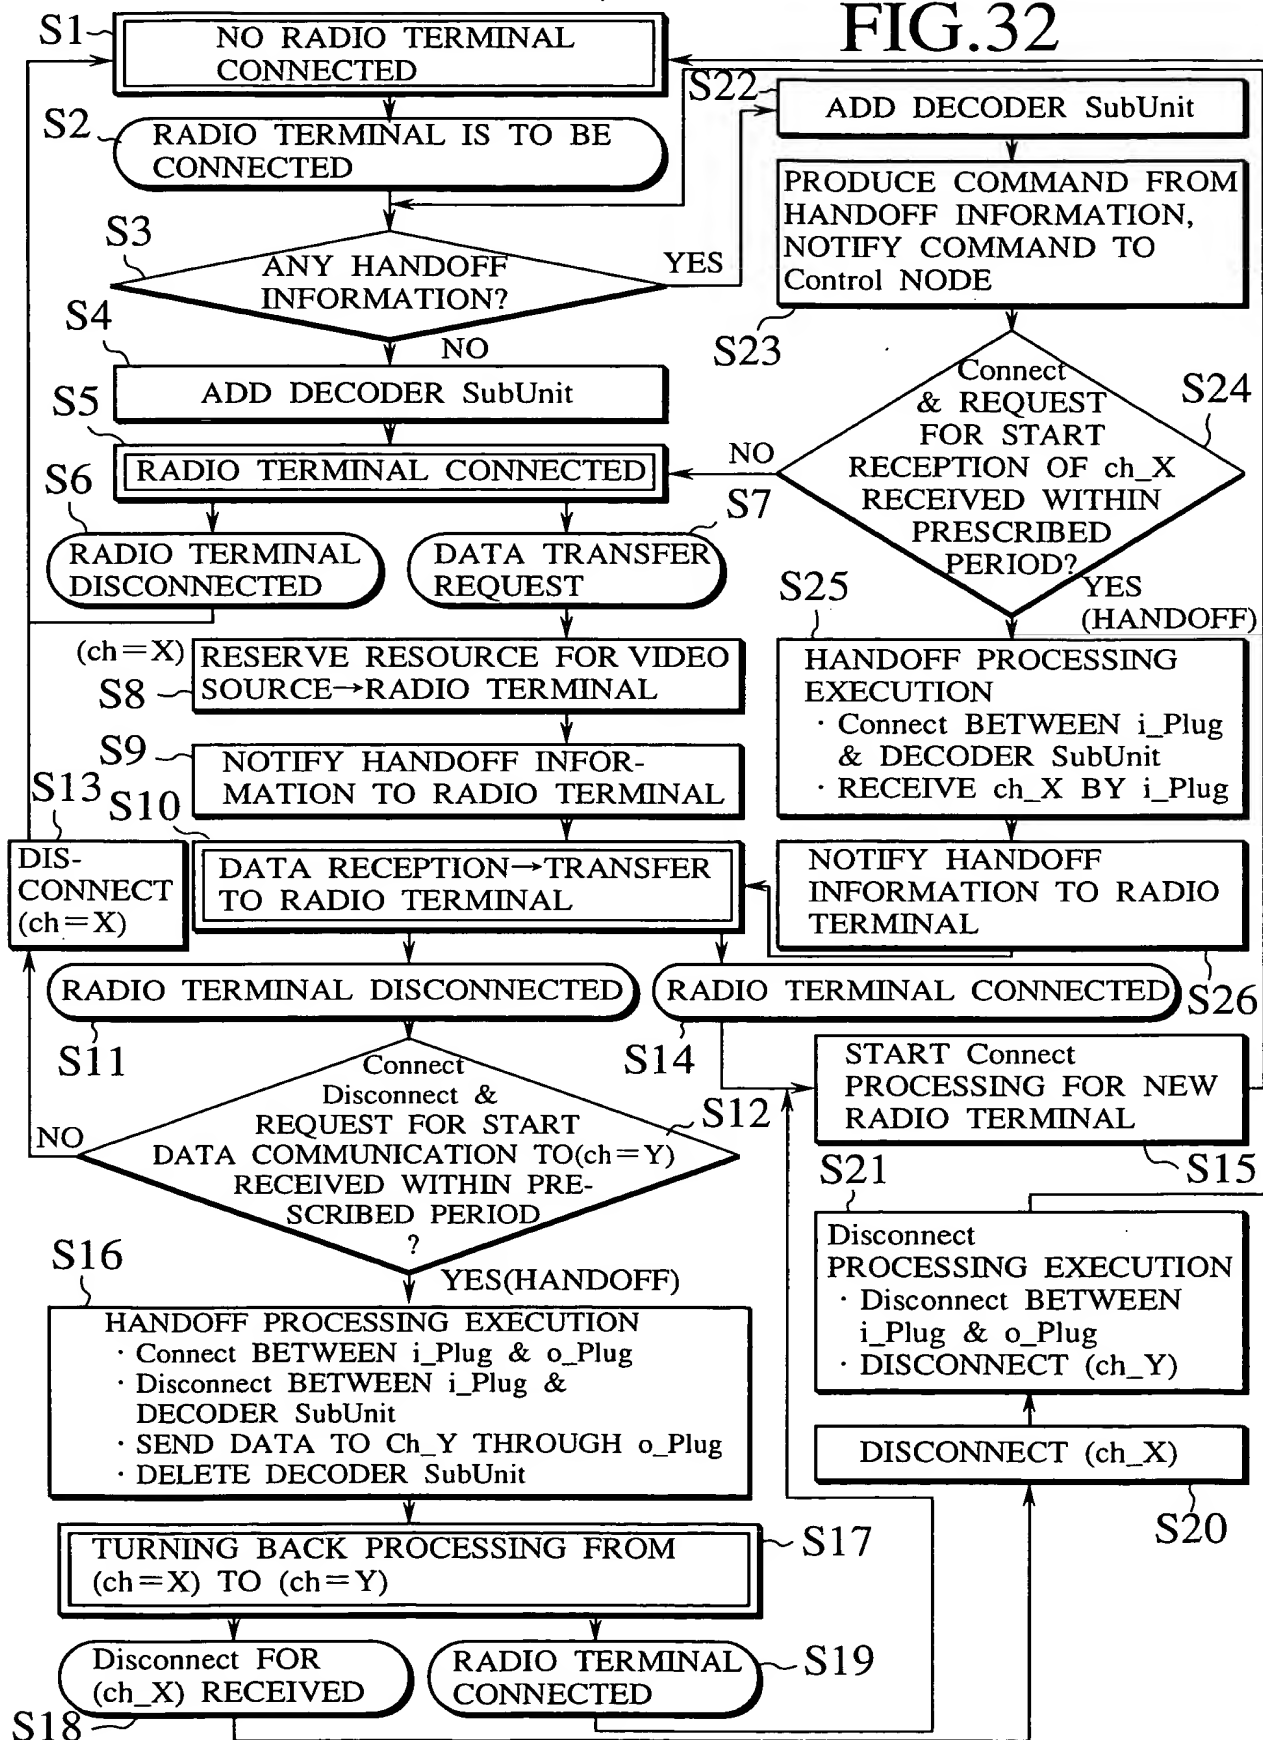 FIG.32
S1
NO RADIO TERMINAL
CONNECTED
S2
RADIO TERMINAL IS TO BE
CONNECTED
S3
ANY HANDOFF
INFORMATION?
YES
NO
S4
ADD DECODER SubUnit
S5
RADIO TERMINAL CONNECTED
S6
RADIO TERMINAL
DISCONNECTED
S7
DATA TRANSFER
REQUEST
(ch=X)
S8
RESERVE RESOURCE FOR VIDEO
SOURCE→RADIO TERMINAL
S9
NOTIFY HANDOFF INFOR-
MATION TO RADIO TERMINAL
S10
DATA RECEPTION→TRANSFER
TO RADIO TERMINAL
S13
DIS-
CONNECT
(ch=X)
RADIO TERMINAL DISCONNECTED
S11
RADIO TERMINAL CONNECTED
S14
Connect
Disconnect &
REQUEST FOR START
DATA COMMUNICATION TO(ch=Y)
RECEIVED WITHIN PRE-
SCRIBED PERIOD
?
S12
NO
YES(HANDOFF)
S16
HANDOFF PROCESSING EXECUTION
· Connect BETWEEN i_Plug & o_Plug
· Disconnect BETWEEN i_Plug &
DECODER SubUnit
· SEND DATA TO Ch_Y THROUGH o_Plug
· DELETE DECODER SubUnit
TURNING BACK PROCESSING FROM
(ch=X) TO (ch=Y)
S17
Disconnect FOR
(ch_X) RECEIVED
S18
RADIO TERMINAL
CONNECTED
S19
S22
ADD DECODER SubUnit
PRODUCE COMMAND FROM
HANDOFF INFORMATION,
NOTIFY COMMAND TO
Control NODE
S23
Connect
& REQUEST
FOR START
RECEPTION OF ch_X
RECEIVED WITHIN
PRESCRIBED
PERIOD?
S24
NO
YES
(HANDOFF)
S25
HANDOFF PROCESSING
EXECUTION
· Connect BETWEEN i_Plug
& DECODER SubUnit
· RECEIVE ch_X BY i_Plug
NOTIFY HANDOFF
INFORMATION TO RADIO
TERMINAL
S26
START Connect
PROCESSING FOR NEW
RADIO TERMINAL
S15
S21
Disconnect
PROCESSING EXECUTION
· Disconnect BETWEEN
i_Plug & o_Plug
· DISCONNECT (ch_Y)
DISCONNECT (ch_X)
S20